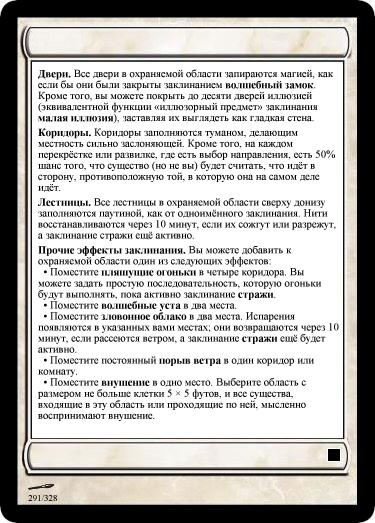 Двери. Все двери в охраняемой области запираются магией, как
если бы они были закрыты заклинанием волшебный замок.
Кроме того, вы можете покрыть до десяти дверей иллюзией
(эквивалентной функции «иллюзорный предмет» заклинания
малая иллюзия), заставляя их выглядеть как гладкая стена.
Коридоры. Коридоры заполняются туманом, делающим
местность сильно заслоняющей. Кроме того, на каждом
перекрёстке или развилке, где есть выбор направления, есть 50%
шанс того, что существо (но не вы) будет считать, что идёт в
сторону, противоположную той, в которую она на самом деле
идёт.
Лестницы. Все лестницы в охраняемой области сверху донизу
заполняются паутиной, как от одноимённого заклинания. Нити
восстанавливаются через 10 минут, если их сожгут или разрежут,
а заклинание стражи ещё активно.
Прочие эффекты заклинания. Вы можете добавить к
охраняемой области один из следующих эффектов:
• Поместите пляшущие огоньки в четыре коридора. Вы
можете задать простую последовательность, которую огоньки
будут выполнять, пока активно заклинание стражи.
• Поместите волшебные уста в два места.
• Поместите зловонное облако в два места. Испарения
появляются в указанных вами местах; они возвращаются через 10
минут, если рассеются ветром, а заклинание стражи ещё будет
активно.
• Поместите постоянный порыв ветра в один коридор или
комнату.
• Поместите внушение в одно место. Выберите область с
размером не больше клетки 5 × 5 футов, и все существа,
входящие в эту область или проходящие по ней, мысленно
воспринимают внушение.
291/328